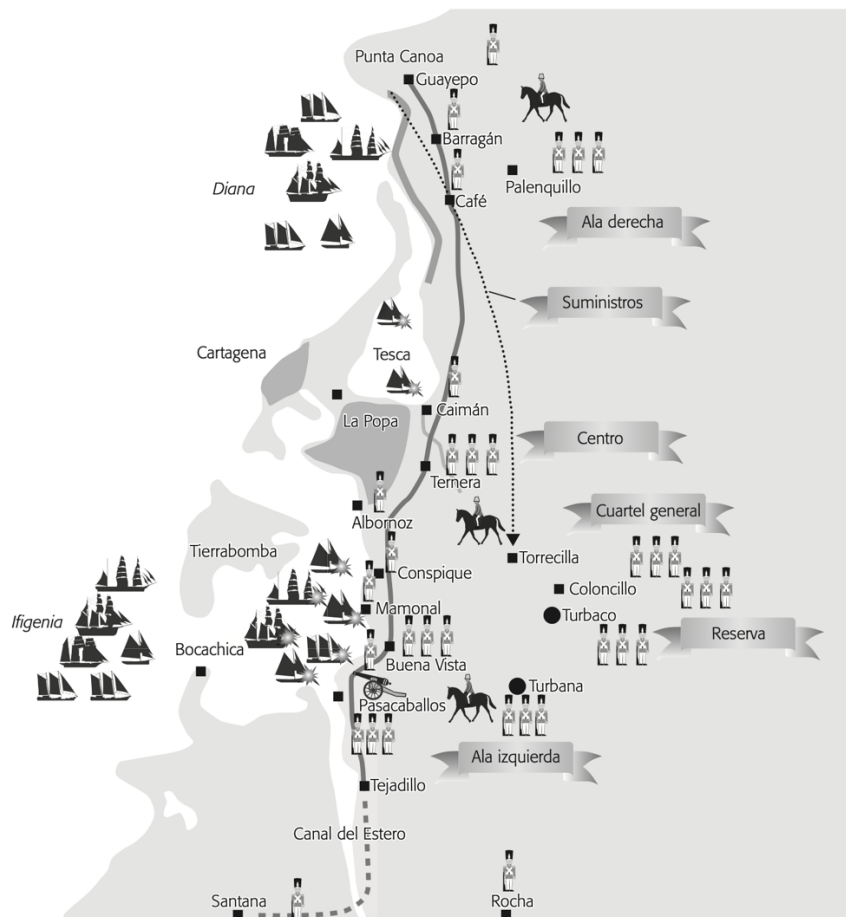 Punta Canoa
Guayepo
Barragán
Palenquillo
Diana
Café
Ala derecha
Suministros
Cartagena
Tesca
La Popa
Caimán
Centro
Ternera
Albornoz
Cuartel general
Tierrabomba
Torrecilla
Conspique
Coloncillo
Mamonal
Ifigenia
Turbaco
Reserva
Bocachica
Buena Vista
Turbana
Pasacaballos
Ala izquierda
Tejadillo
Canal del Estero
Santana
Rocha